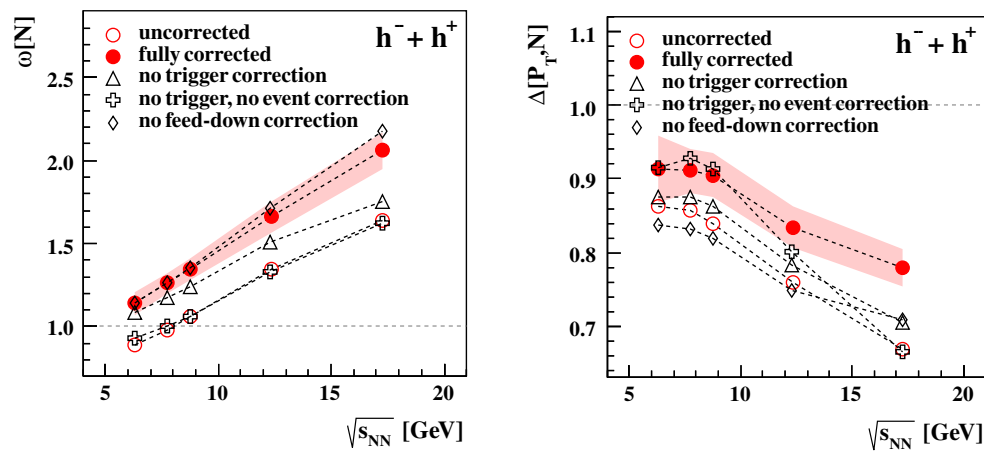 ω[N]
h⁻ + h⁺
uncorrected
fully corrected
no trigger correction
no trigger, no event correction
no feed-down correction
2.5
2.0
1.5
1.0
5 10 15 20
√sNN [GeV]
Δ[PT,N]
h⁻ + h⁺
uncorrected
fully corrected
no trigger correction
no trigger, no event correction
no feed-down correction
1.1
1.0
0.9
0.8
0.7
5 10 15 20
√sNN [GeV]